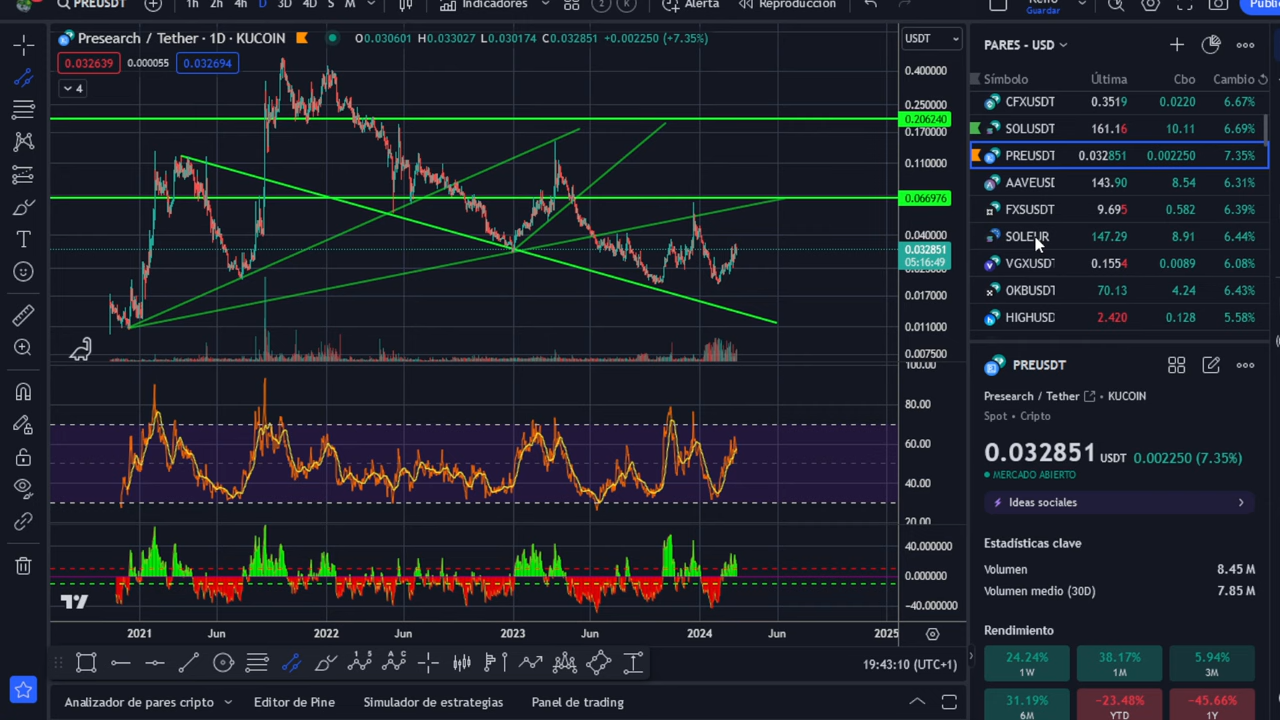 PREUSDT
1h 2h 4h D 3D 4D S M
Indicadores
Alerta
Reproducción
Guardar
Presearch / Tether · 1D · KUCOIN
O0.030601 H0.033027 L0.030174 C0.032851 +0.002250 (+7.35%)
0.032639 0.000055 0.032694
4
USDT
0.400000
0.250000
0.206240
0.170000
0.110000
0.066976
0.040000
0.032851
05:16:49
0.017000
0.011000
0.007500
100.00
80.00
60.00
40.00
20.00
40.000000
0.000000
−40.000000
2021 Jun 2022 Jun 2023 Jun 2024 Jun 2025
19:43:10 (UTC+1)
Analizador de pares cripto
Editor de Pine
Simulador de estrategias
Panel de trading
PARES - USD
Símbolo Última Cbo Cambio
CFXUSDT 0.3519 0.0220 6.67%
SOLUSDT 161.16 10.11 6.69%
PREUSDT 0.032851 0.002250 7.35%
AAVEUSD 143.90 8.54 6.31%
FXSUSDT 9.695 0.582 6.39%
SOLEUR 147.29 8.91 6.44%
VGXUSDT 0.1554 0.0089 6.08%
OKBUSDT 70.13 4.24 6.43%
HIGHUSD 2.420 0.128 5.58%
PREUSDT
Presearch / Tether · KUCOIN
Spot · Cripto
0.032851 USDT 0.002250 (7.35%)
MERCADO ABIERTO
Ideas sociales
Estadísticas clave
Volumen 8.45 M
Volumen medio (30D) 7.85 M
Rendimiento
24.24% 38.17% 5.94%
1W 1M 3M
31.19% −23.48% −45.66%
6M YTD 1Y